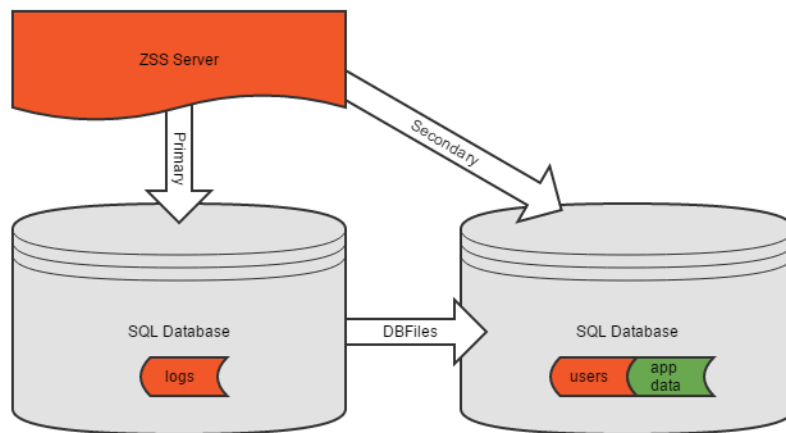 ZSS Server
Primary
Secondary
SQL Database
DBFiles
SQL Database
logs
users
app
data